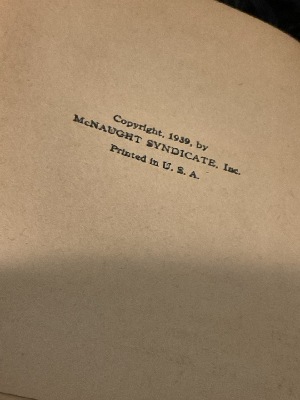 Copyright, 1939, by
McNAUGHT SYNDICATE, Inc.
Printed in U. S. A.